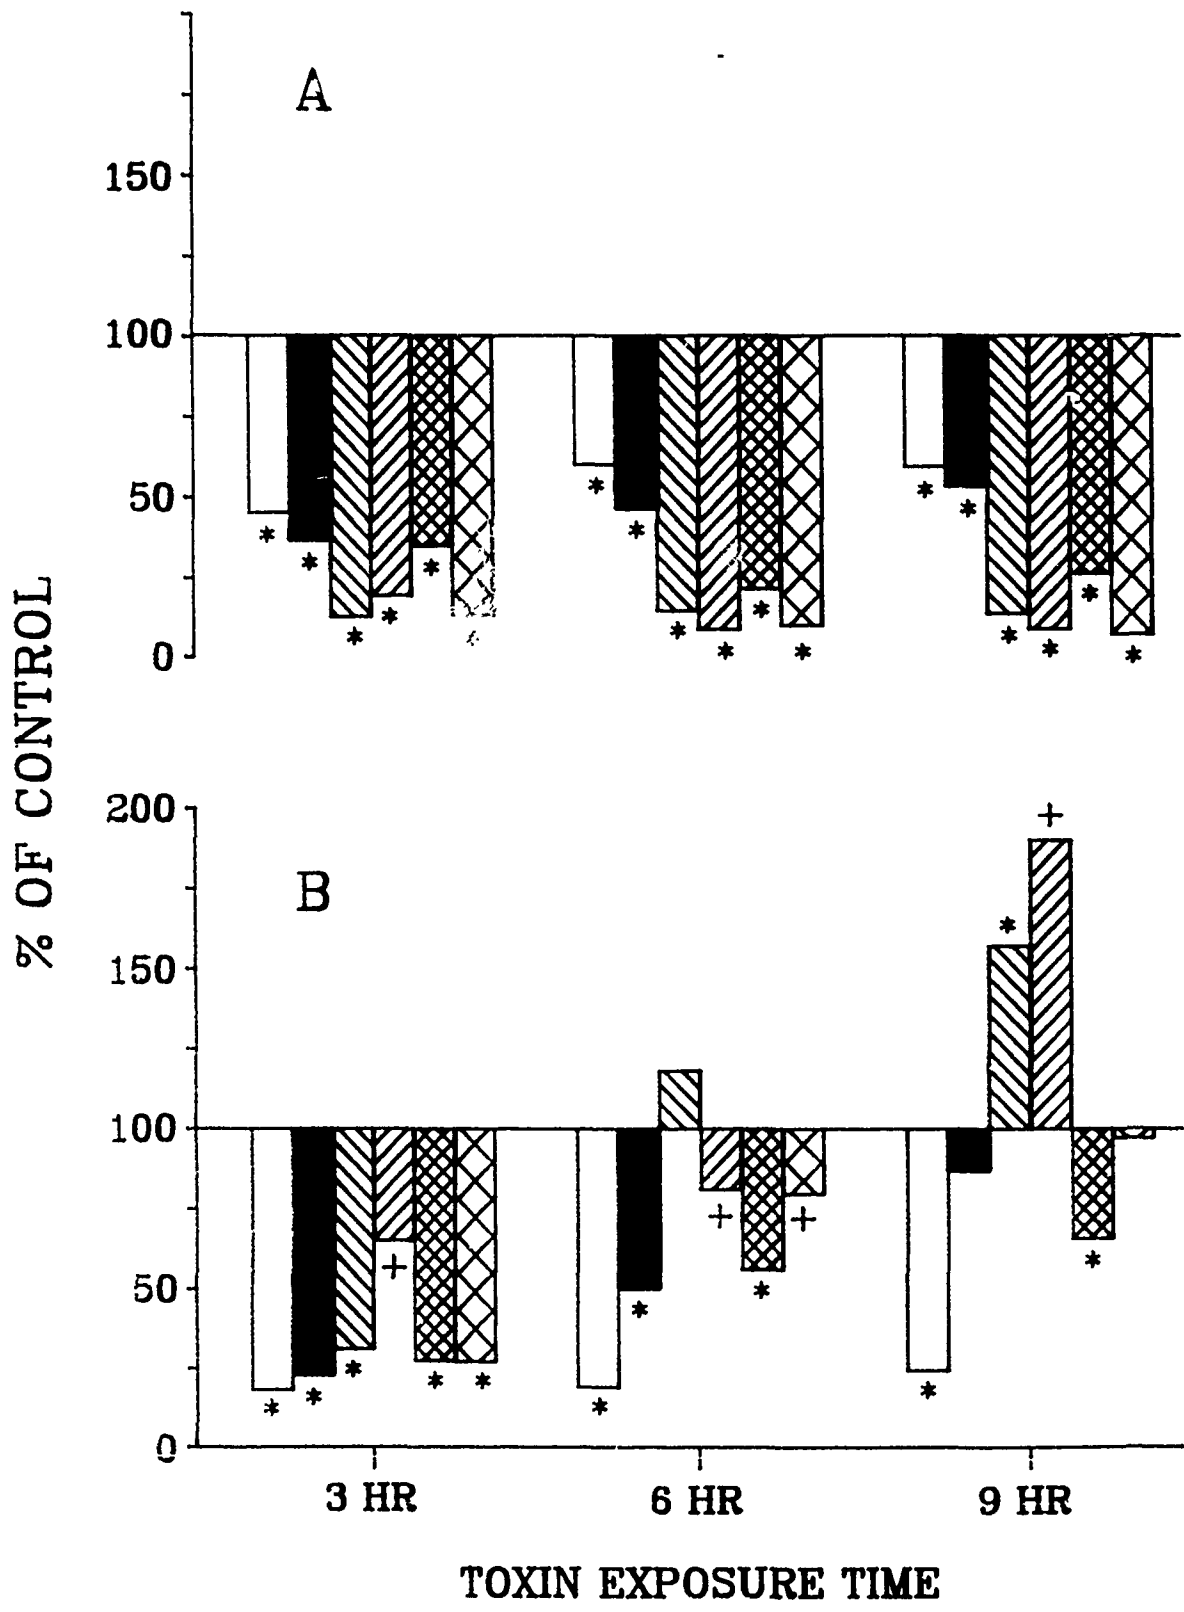 A
150
100
50
0
% OF CONTROL
* * * * * *
* * * * * *
* * * * * *
200
B
150
100
50
0
+
*
* * * + * *
* * + * +
* *
3 HR 6 HR 9 HR
TOXIN EXPOSURE TIME